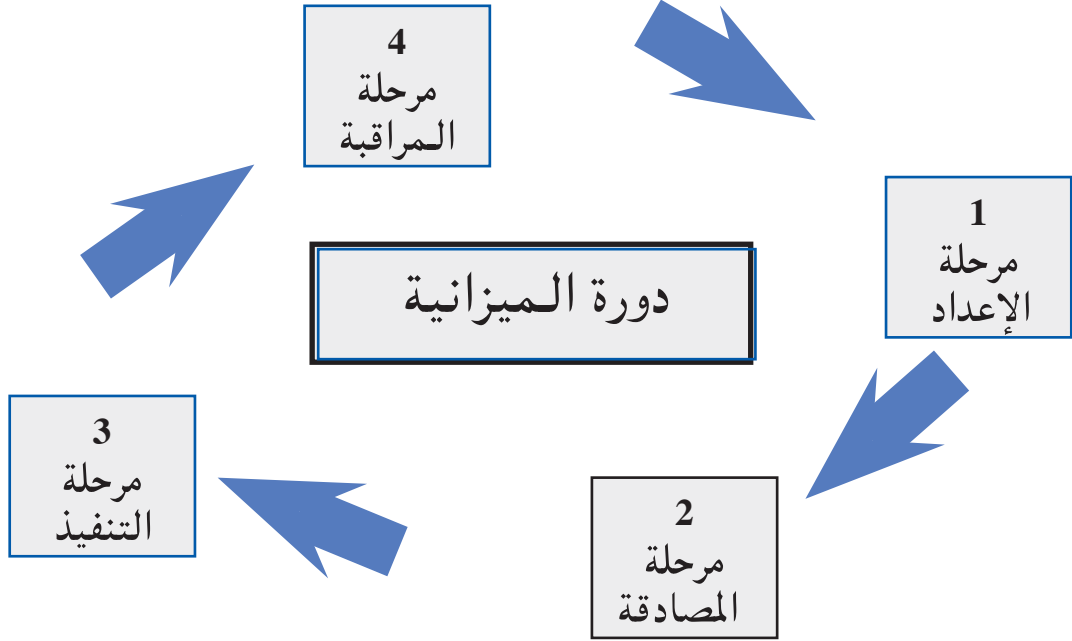 4
مرحلة
المراقبة
1
مرحلة
الإعداد
دورة الميزانية
3
مرحلة
التنفيذ
2
مرحلة
المصادقة